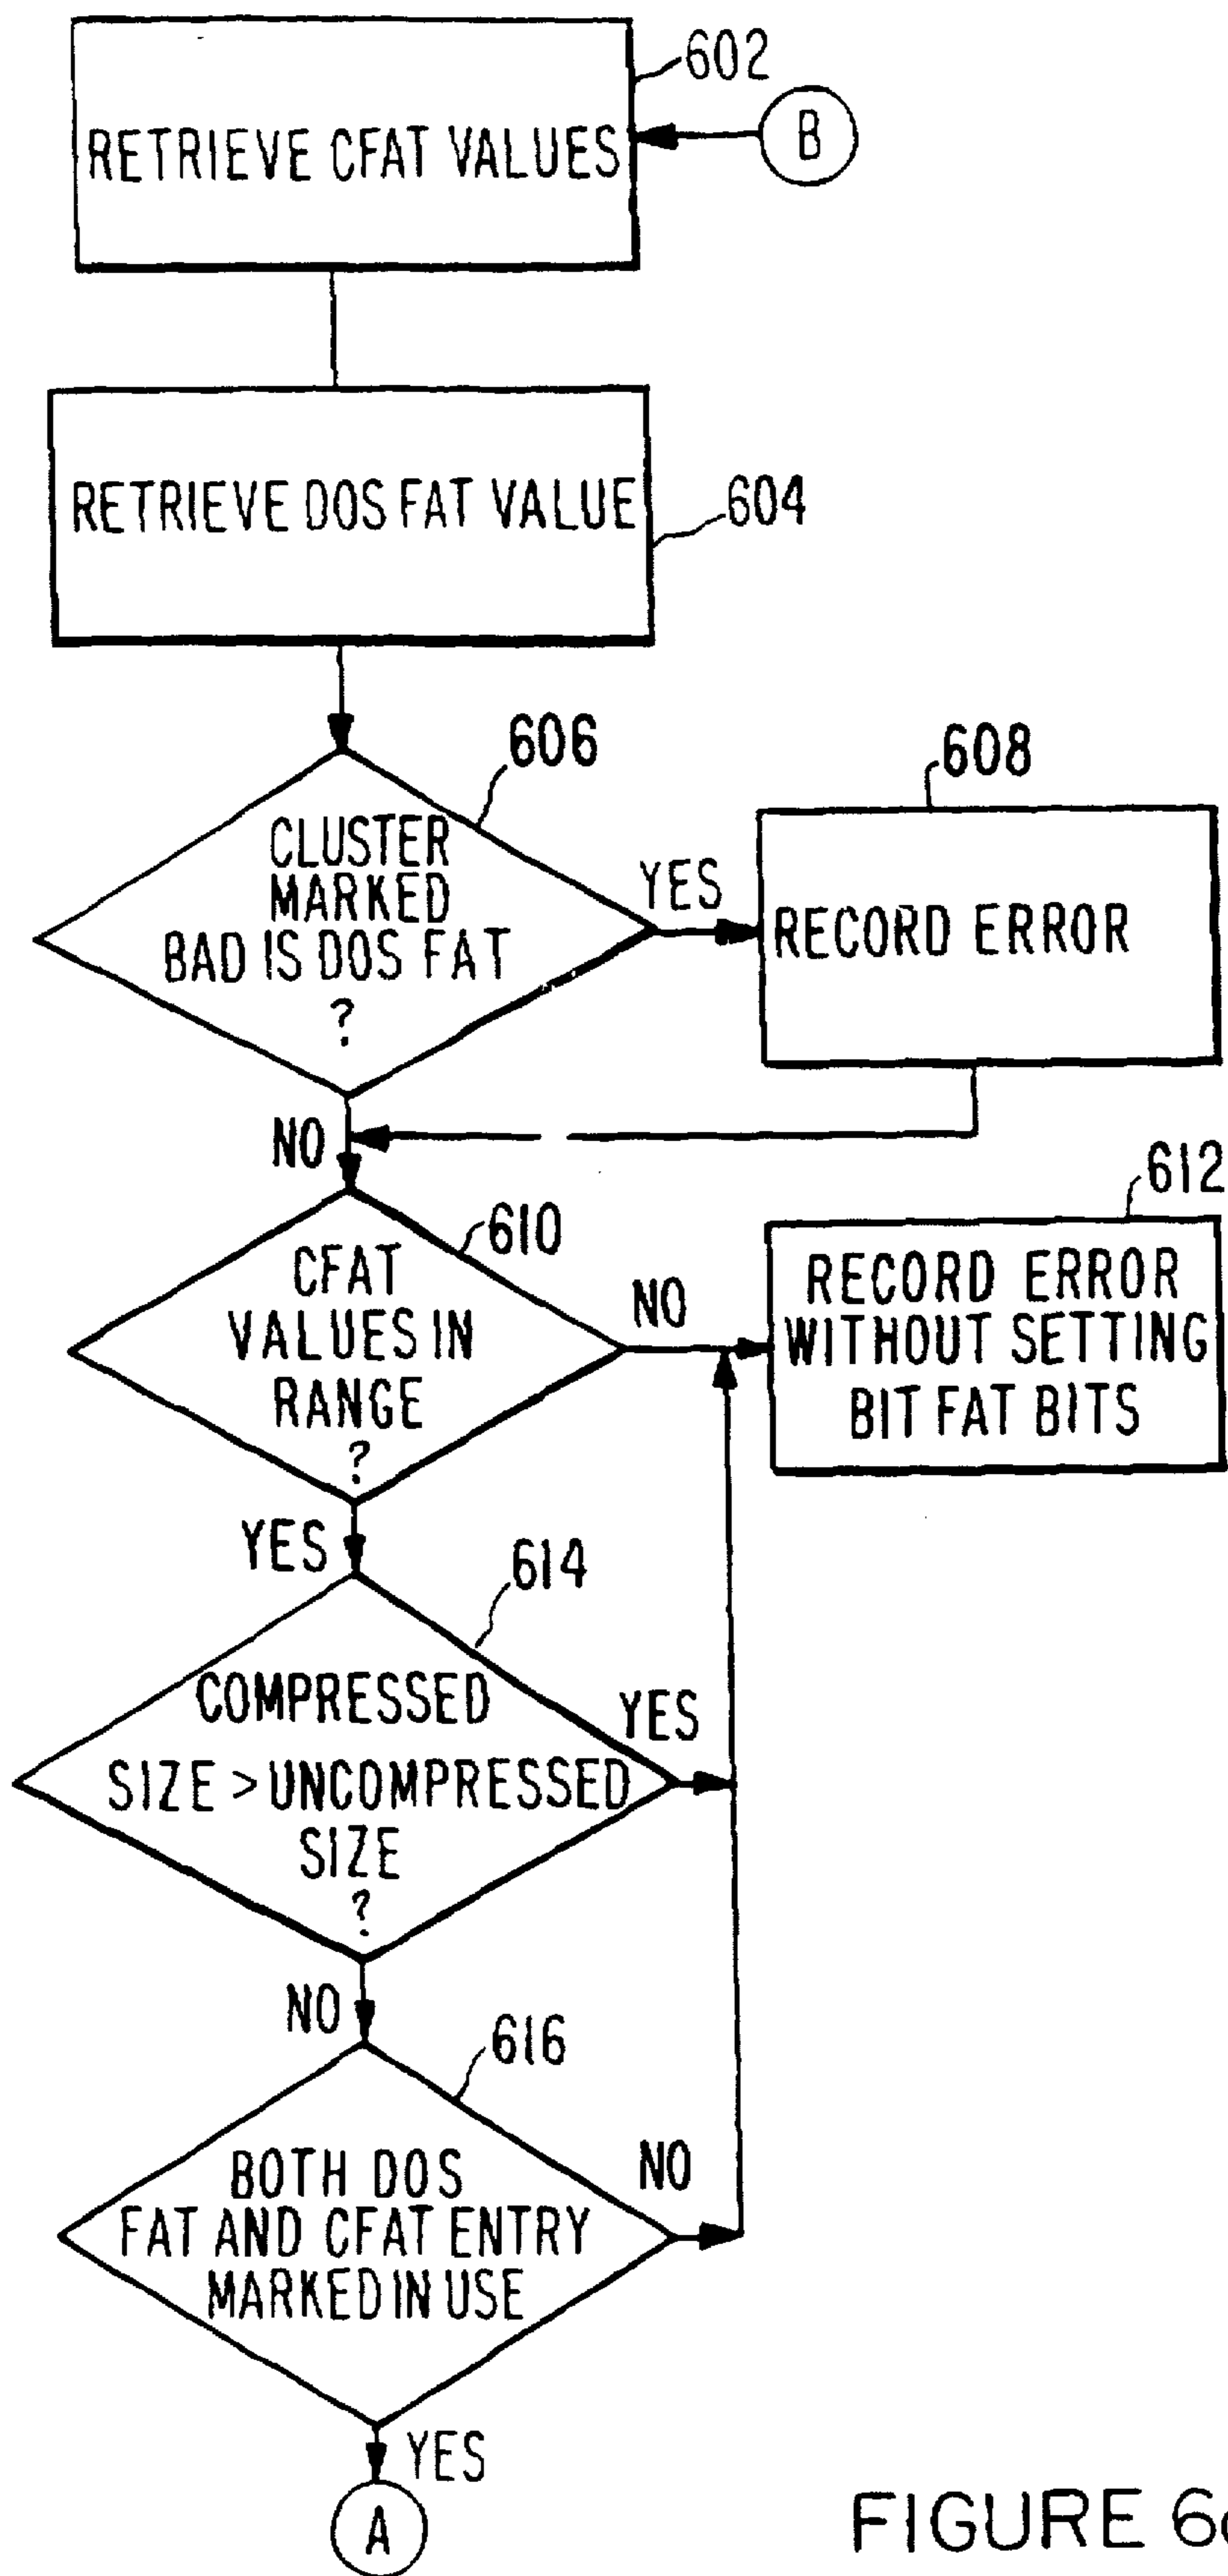 602
RETRIEVE CFAT VALUES
B
RETRIEVE DOS FAT VALUE
604
606
CLUSTER
MARKED
BAD IS DOS FAT
?
YES
608
RECORD ERROR
NO
610
CFAT
VALUES IN
RANGE
?
NO
612
RECORD ERROR
WITHOUT SETTING
BIT FAT BITS
YES
614
COMPRESSED
SIZE > UNCOMPRESSED
SIZE
?
YES
NO
616
BOTH DOS
FAT AND CFAT ENTRY
MARKED IN USE
NO
YES
A
FIGURE